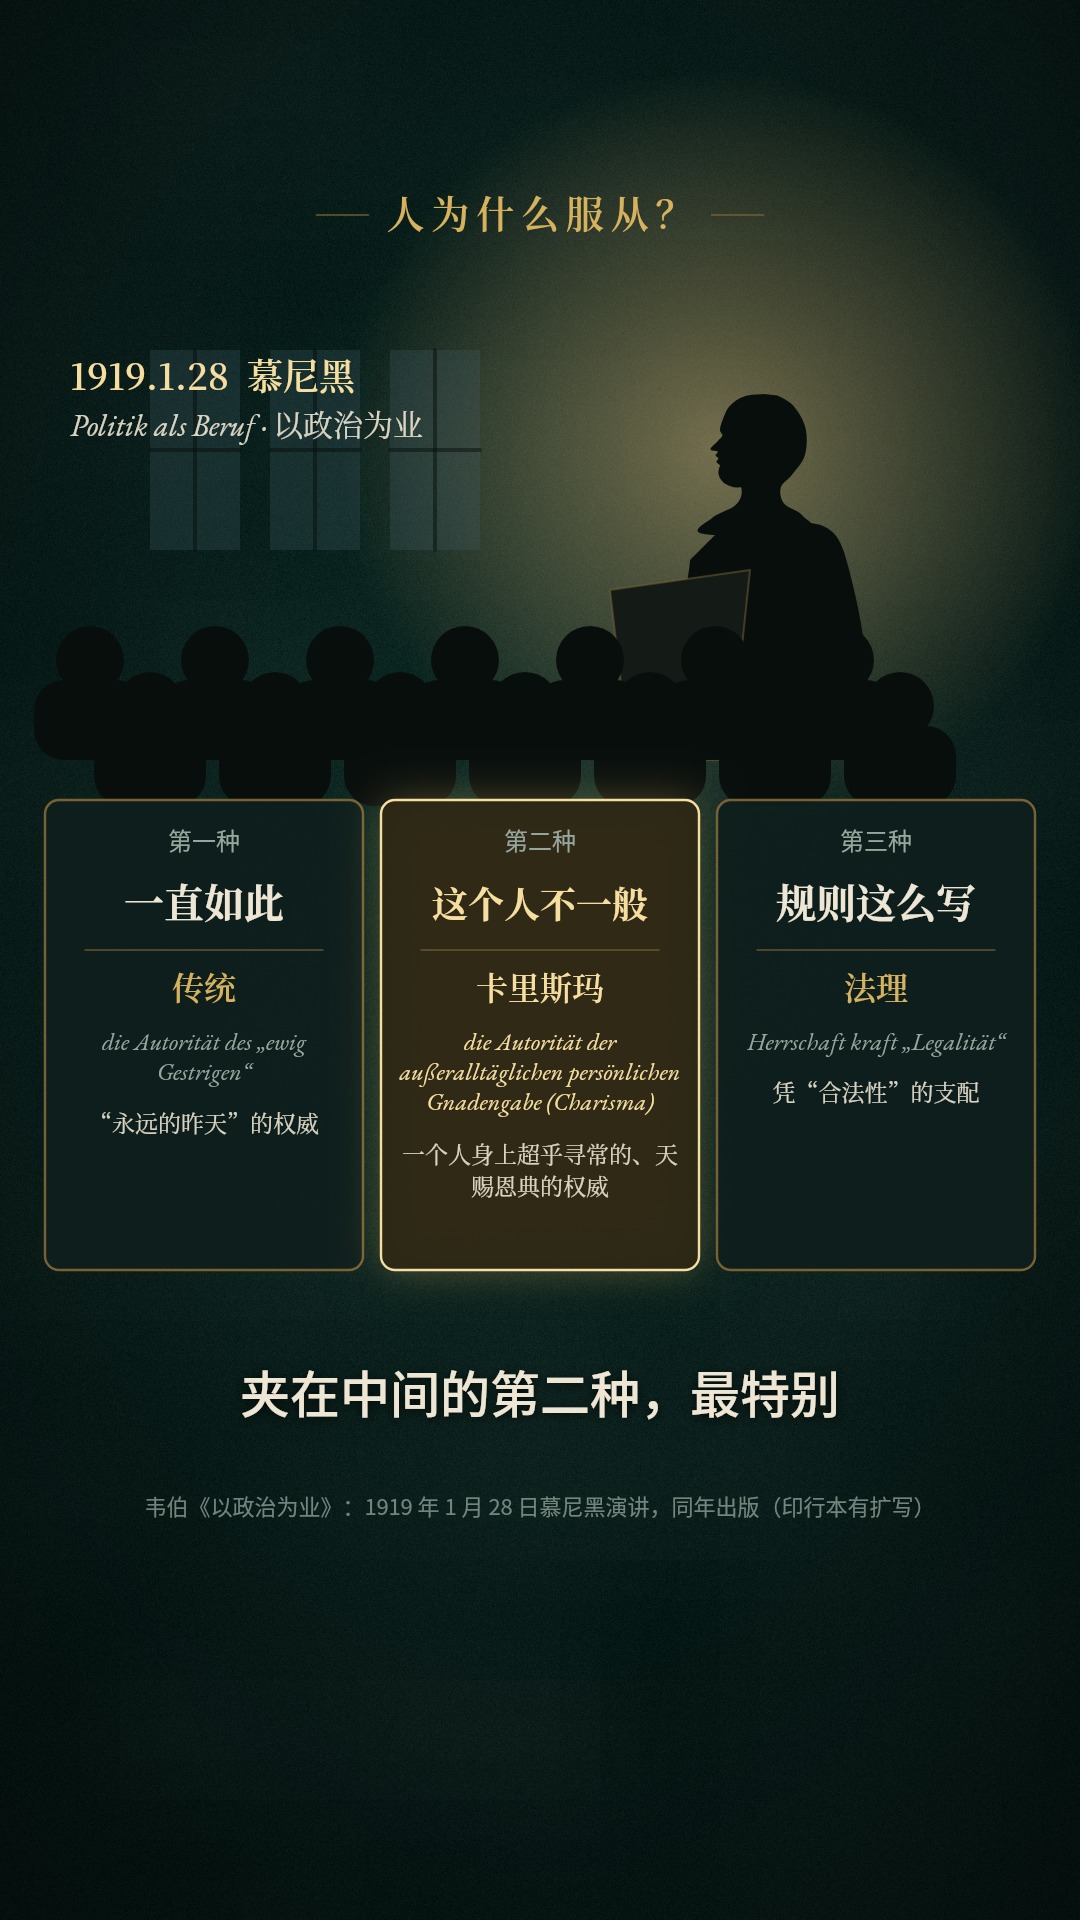 人为什么服从？
1919.1.28 慕尼黑
Politik als Beruf · 以政治为业
第一种
一直如此
传统
die Autorität des „ewig
Gestrigen“
“永远的昨天”的权威
第二种
这个人不一般
卡里斯玛
die Autorität der
außeralltäglichen persönlichen
Gnadengabe (Charisma)
一个人身上超乎寻常的、天
赐恩典的权威
第三种
规则这么写
法理
Herrschaft kraft „Legalität“
凭“合法性”的支配
夹在中间的第二种，最特别
韦伯《以政治为业》：1919 年 1 月 28 日慕尼黑演讲，同年出版（印行本有扩写）